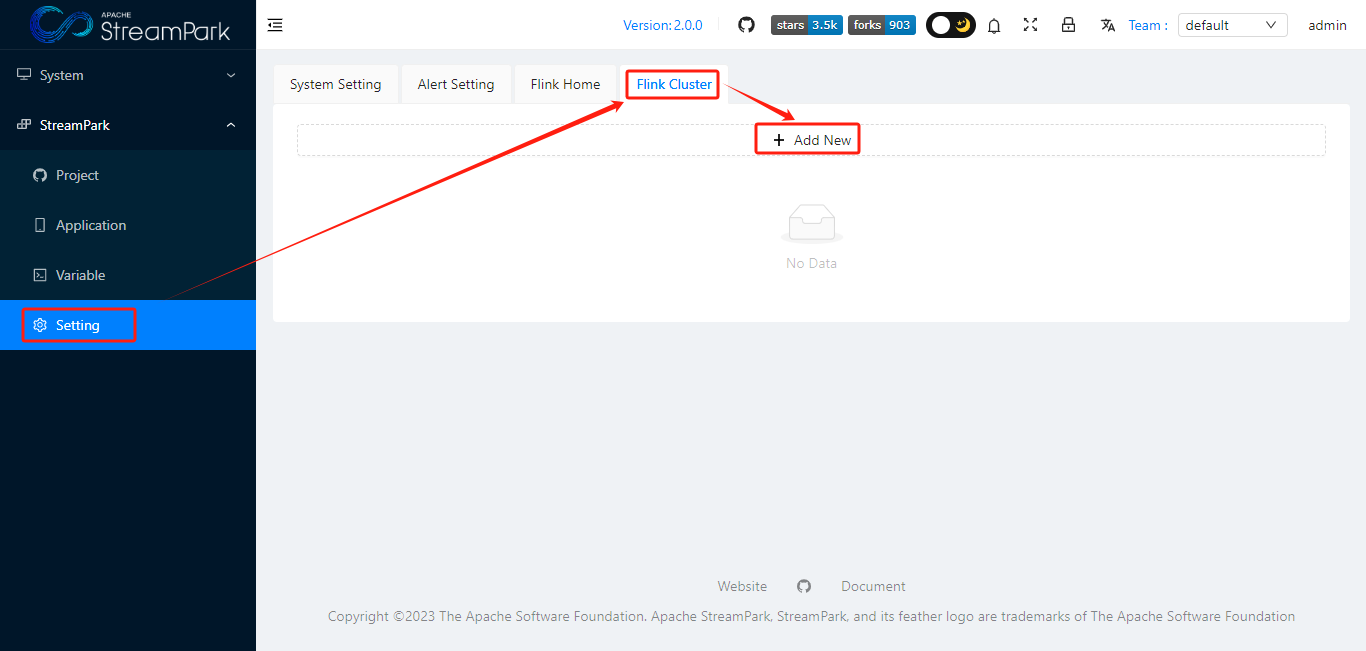 APACHE
StreamPark
Version: 2.0.0
stars 3.5k
forks 903
Team :
default
admin
System
StreamPark
Project
Application
Variable
Setting
System Setting
Alert Setting
Flink Home
Flink Cluster
+ Add New
No Data
Website
Document
Copyright ©2023 The Apache Software Foundation. Apache StreamPark, StreamPark, and its feather logo are trademarks of The Apache Software Foundation